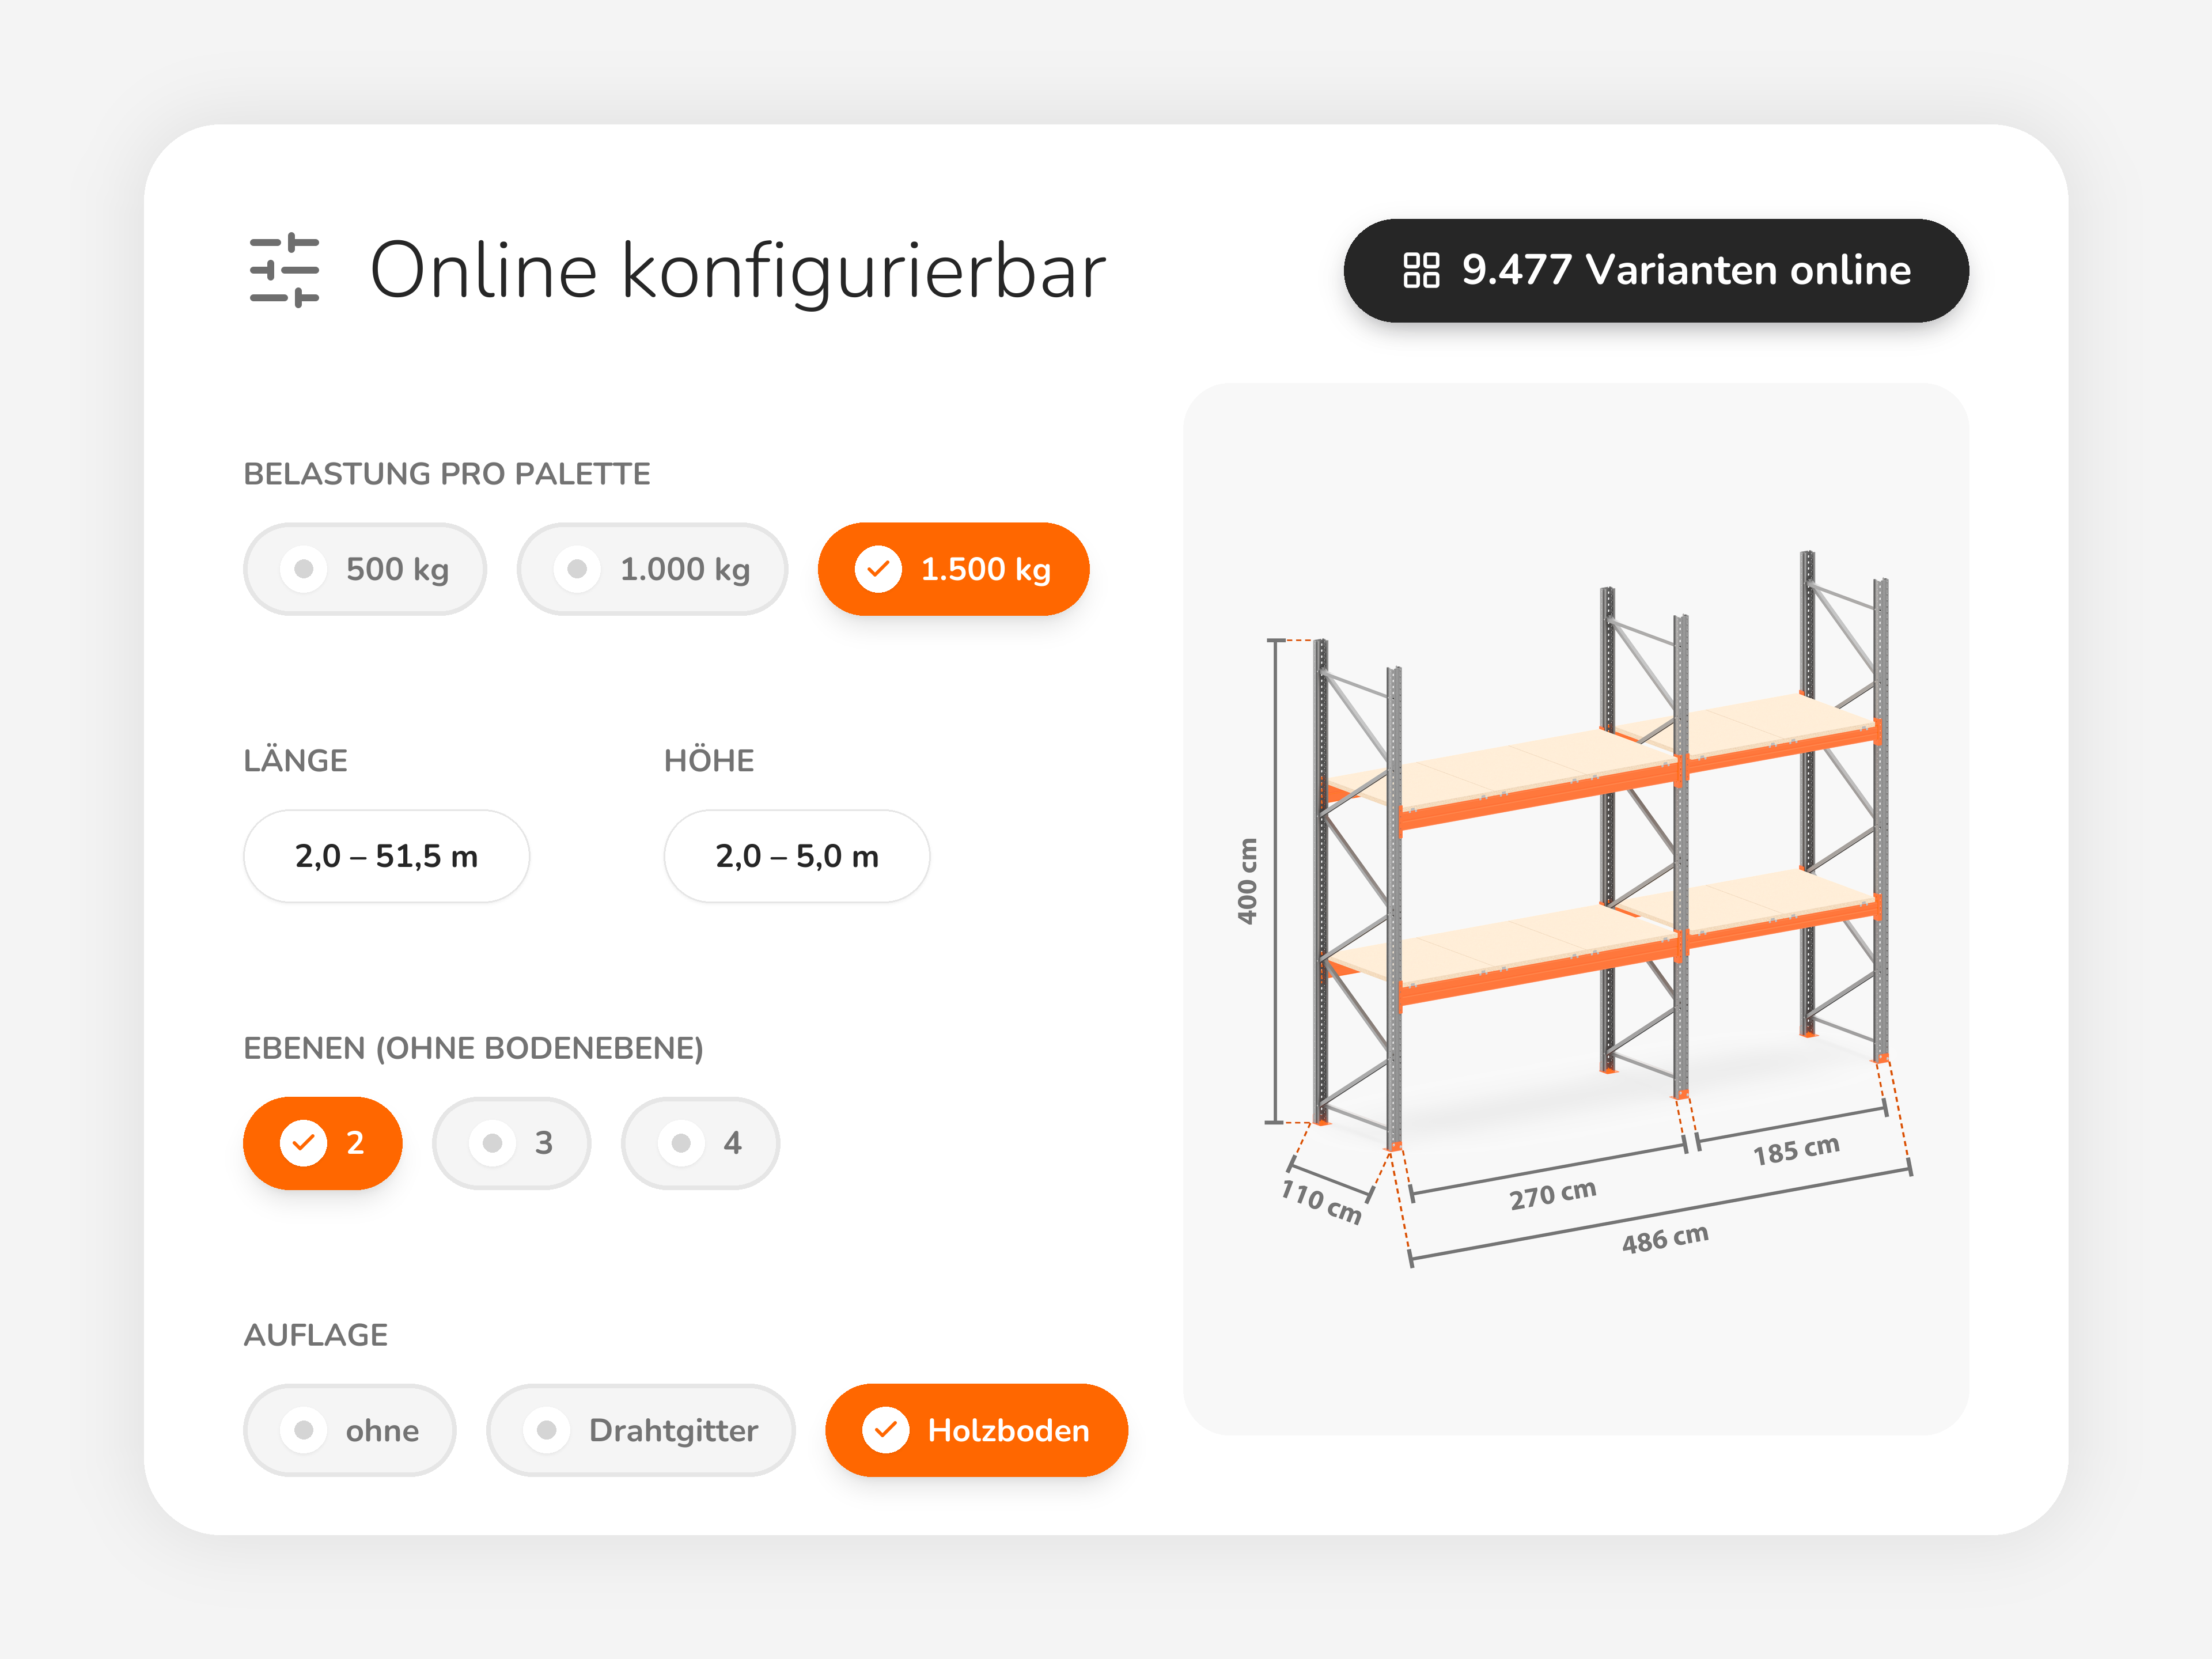 Online konfigurierbar
9.477 Varianten online
BELASTUNG PRO PALETTE
500 kg
1.000 kg
1.500 kg
LÄNGE
HÖHE
2,0 – 51,5 m
2,0 – 5,0 m
EBENEN (OHNE BODENEBENE)
2
3
4
AUFLAGE
ohne
Drahtgitter
Holzboden
400 cm
110 cm
270 cm
185 cm
486 cm